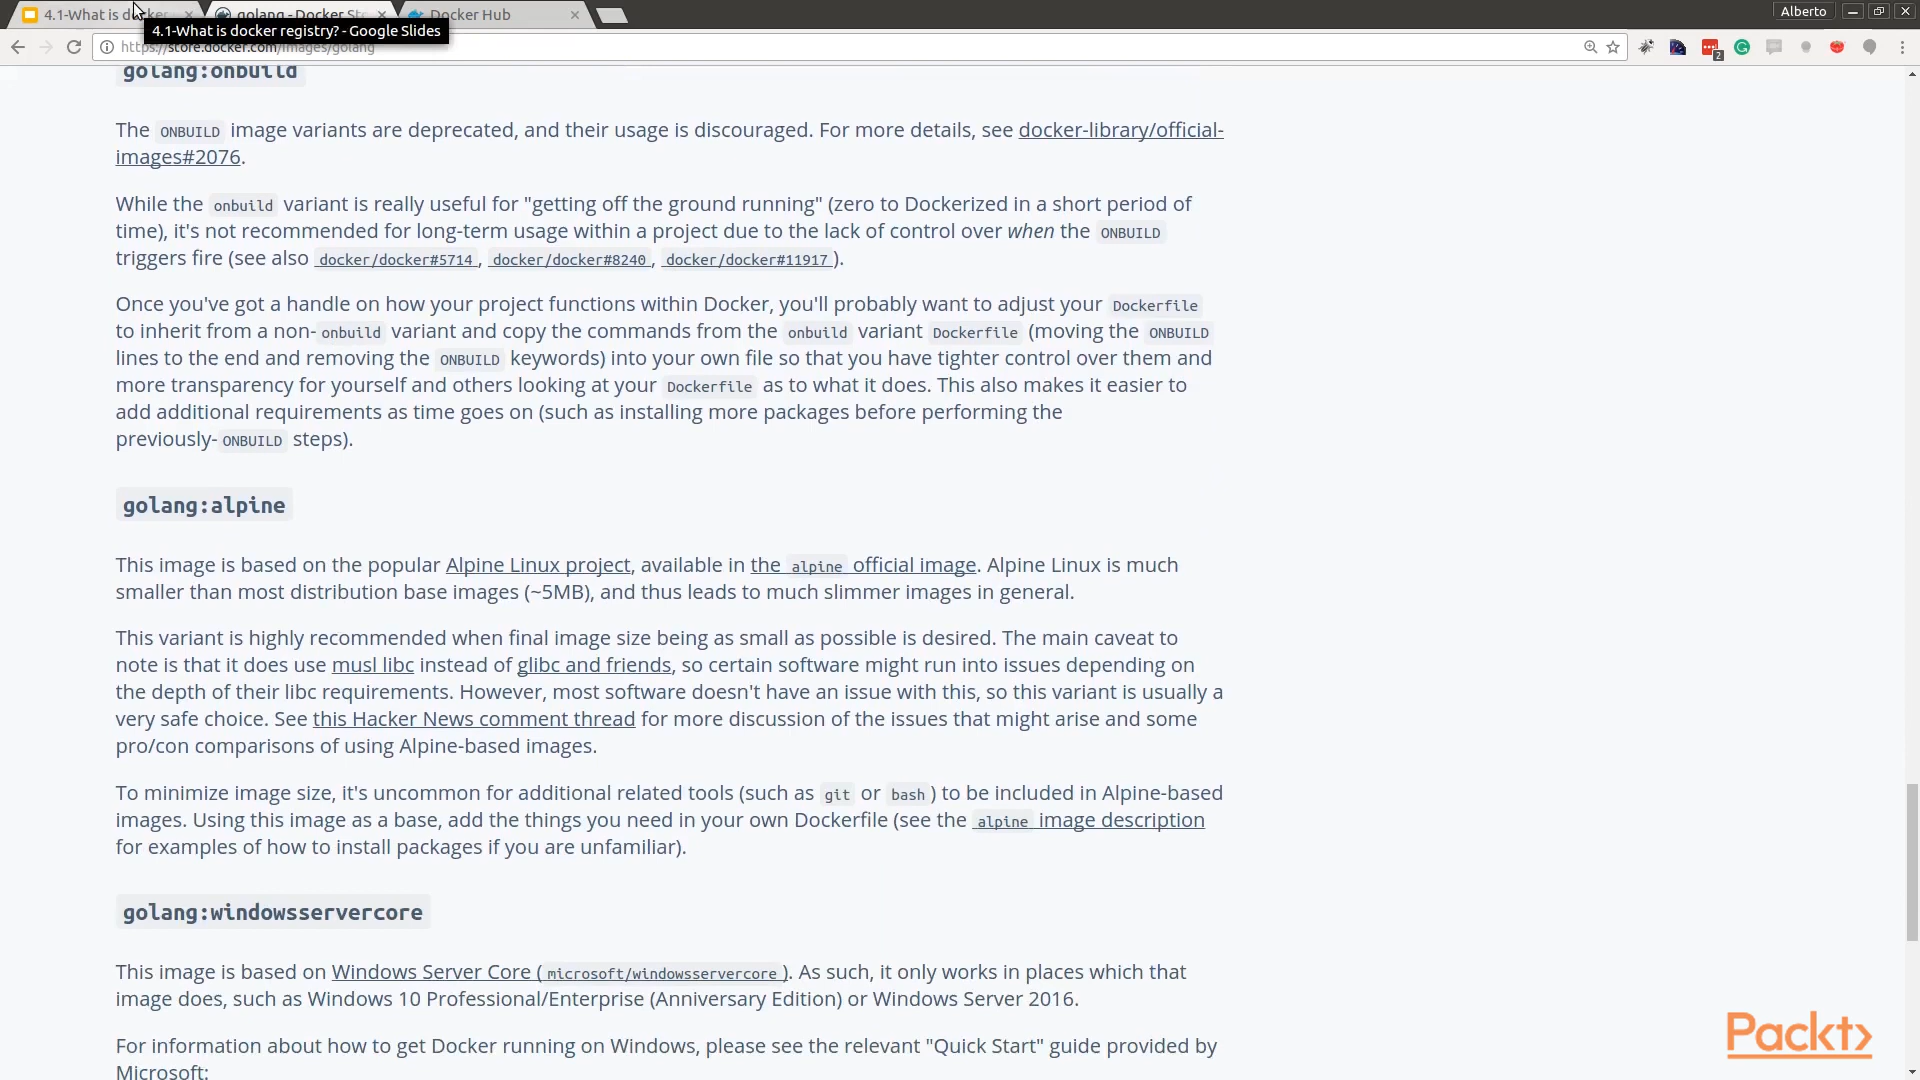 4.1-What is docker
golang - Docker St
Docker Hub
Alberto
4.1-What is docker registry? - Google Slides
https://store.docker.com/images/golang
2
golang:onbuild
The ONBUILD image variants are deprecated, and their usage is discouraged. For more details, see docker-library/official-
images#2076.
While the onbuild variant is really useful for "getting off the ground running" (zero to Dockerized in a short period of
time), it's not recommended for long-term usage within a project due to the lack of control over when the ONBUILD
triggers fire (see also docker/docker#5714, docker/docker#8240, docker/docker#11917).
Once you've got a handle on how your project functions within Docker, you'll probably want to adjust your Dockerfile
to inherit from a non-onbuild variant and copy the commands from the onbuild variant Dockerfile (moving the ONBUILD
lines to the end and removing the ONBUILD keywords) into your own file so that you have tighter control over them and
more transparency for yourself and others looking at your Dockerfile as to what it does. This also makes it easier to
add additional requirements as time goes on (such as installing more packages before performing the
previously-ONBUILD steps).
golang:alpine
This image is based on the popular Alpine Linux project, available in the alpine official image. Alpine Linux is much
smaller than most distribution base images (~5MB), and thus leads to much slimmer images in general.
This variant is highly recommended when final image size being as small as possible is desired. The main caveat to
note is that it does use musl libc instead of glibc and friends, so certain software might run into issues depending on
the depth of their libc requirements. However, most software doesn't have an issue with this, so this variant is usually a
very safe choice. See this Hacker News comment thread for more discussion of the issues that might arise and some
pro/con comparisons of using Alpine-based images.
To minimize image size, it's uncommon for additional related tools (such as git or bash) to be included in Alpine-based
images. Using this image as a base, add the things you need in your own Dockerfile (see the alpine image description
for examples of how to install packages if you are unfamiliar).
golang:windowsservercore
This image is based on Windows Server Core (microsoft/windowsservercore). As such, it only works in places which that
image does, such as Windows 10 Professional/Enterprise (Anniversary Edition) or Windows Server 2016.
For information about how to get Docker running on Windows, please see the relevant "Quick Start" guide provided by
Microsoft:
Packt>